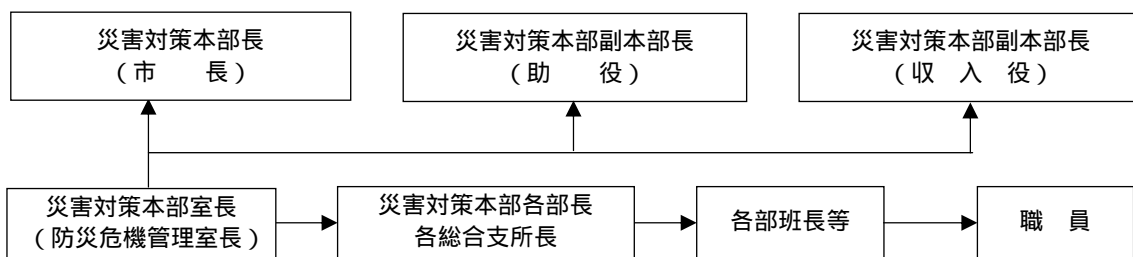 災害対策本部長
(市　　長)
災害対策本部副本部長
(助　　役)
災害対策本部副本部長
(収　入　役)
災害対策本部室長
(防災危機管理室長)
災害対策本部各部長
各総合支所長
各部班長等
職　員